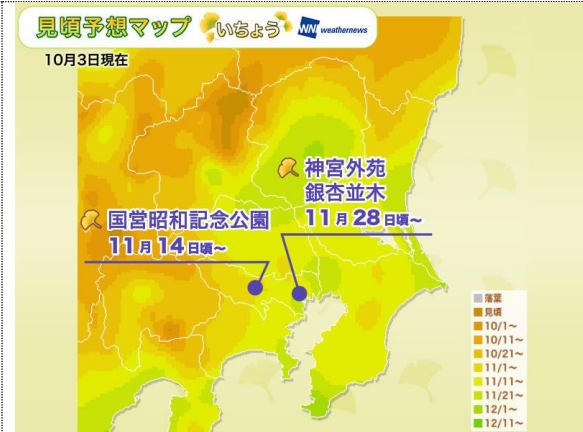 見頃予想マップ いちょう WNI weathernews
10月3日現在
神宮外苑
銀杏並木
11月28日頃~
国営昭和記念公園
11月14日頃~
落葉
見頃
10/1~
10/11~
10/21~
11/1~
11/11~
11/21~
12/1~
12/11~